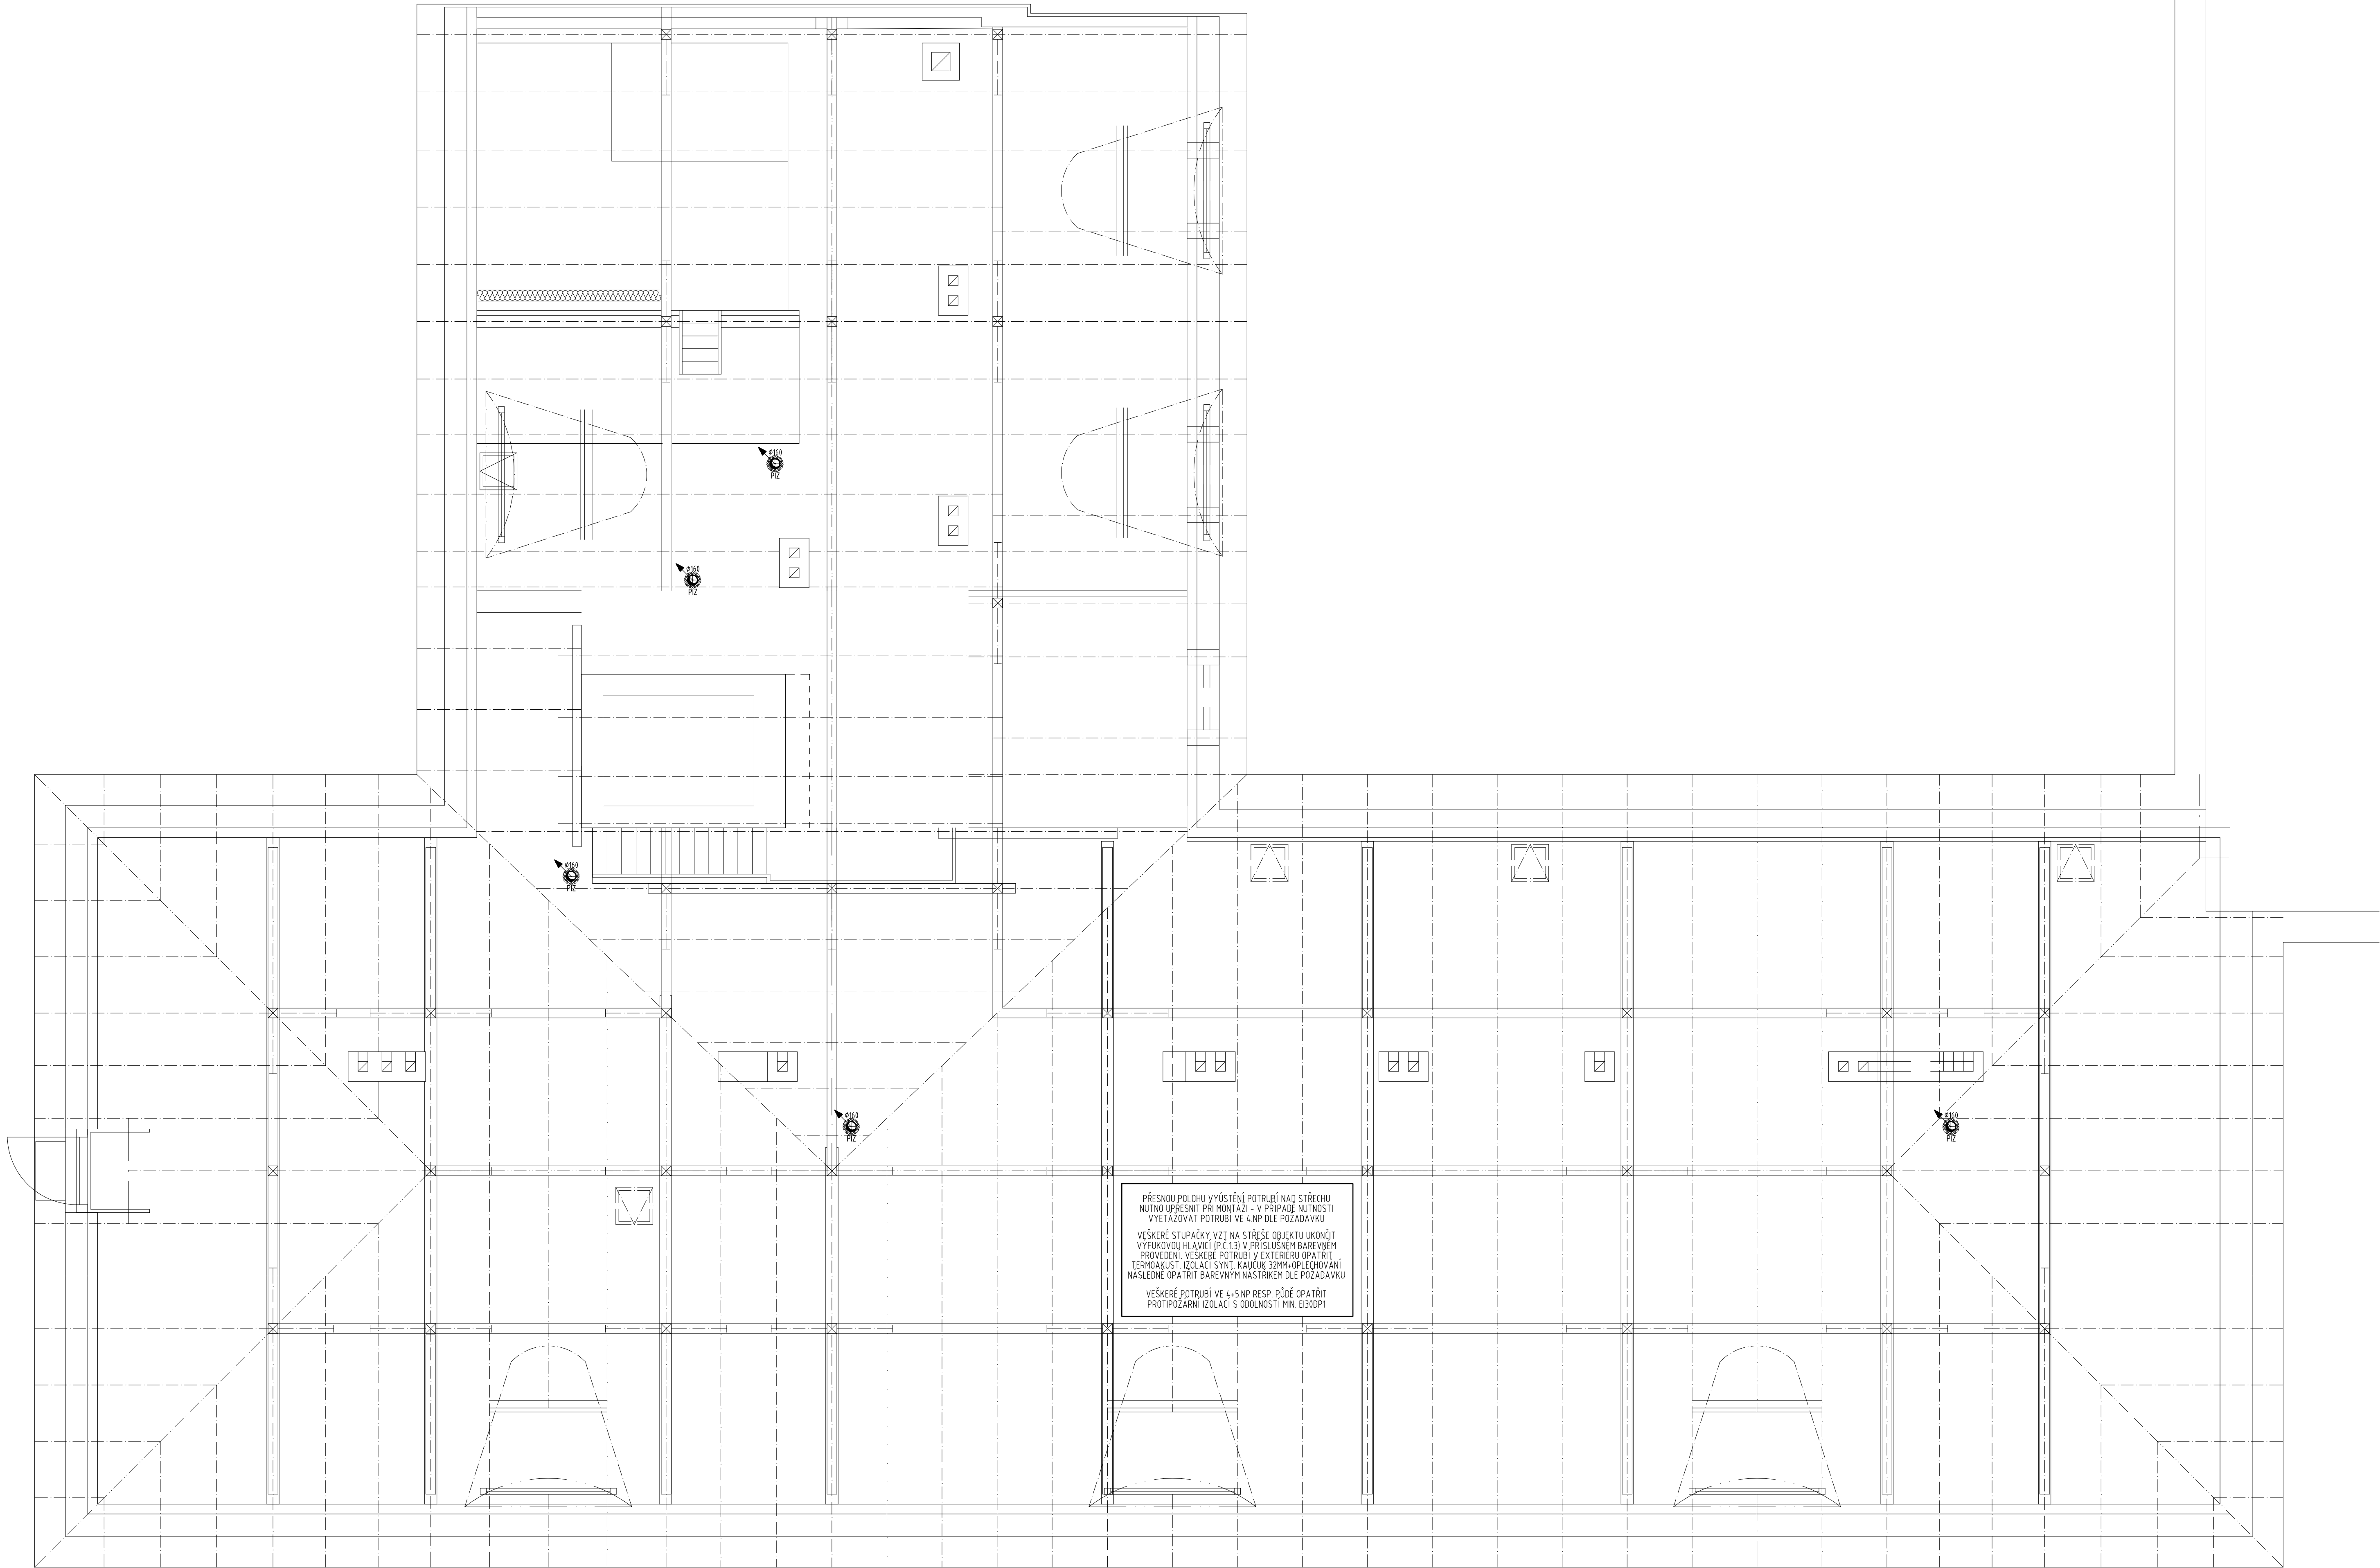 Ø160
PIZ
Ø160
PIZ
Ø160
PIZ
Ø160
PIZ
Ø160
PIZ
PŘESNOU POLOHU VYÚSTĚNÍ POTRUBÍ NAD STŘECHU
NUTNO UPŘESNIT PŘI MONTÁŽI - V PŘÍPADĚ NUTNOSTI
VYETÁŽOVAT POTRUBÍ VE 4.NP DLE POŽADAVKU
VEŠKERÉ STUPAČKY VZT NA STŘEŠE OBJEKTU UKONČIT
VÝFUKOVOU HLAVICÍ (P.Č.1.3) V PŘÍSLUŠNÉM BAREVNÉM
PROVEDENÍ. VEŠKERÉ POTRUBÍ V EXTERIÉRU OPATŘIT
TERMOAKUST. IZOLACÍ SYNT. KAUČUK 32MM+OPLECHOVÁNÍ
NÁSLEDNĚ OPATŘIT BAREVNÝM NÁSTŘIKEM DLE POŽADAVKU
VEŠKERÉ POTRUBÍ VE 4+5.NP RESP. PŮDĚ OPATŘIT
PROTIPOŽÁRNÍ IZOLACÍ S ODOLNOSTÍ MIN. EI30DP1